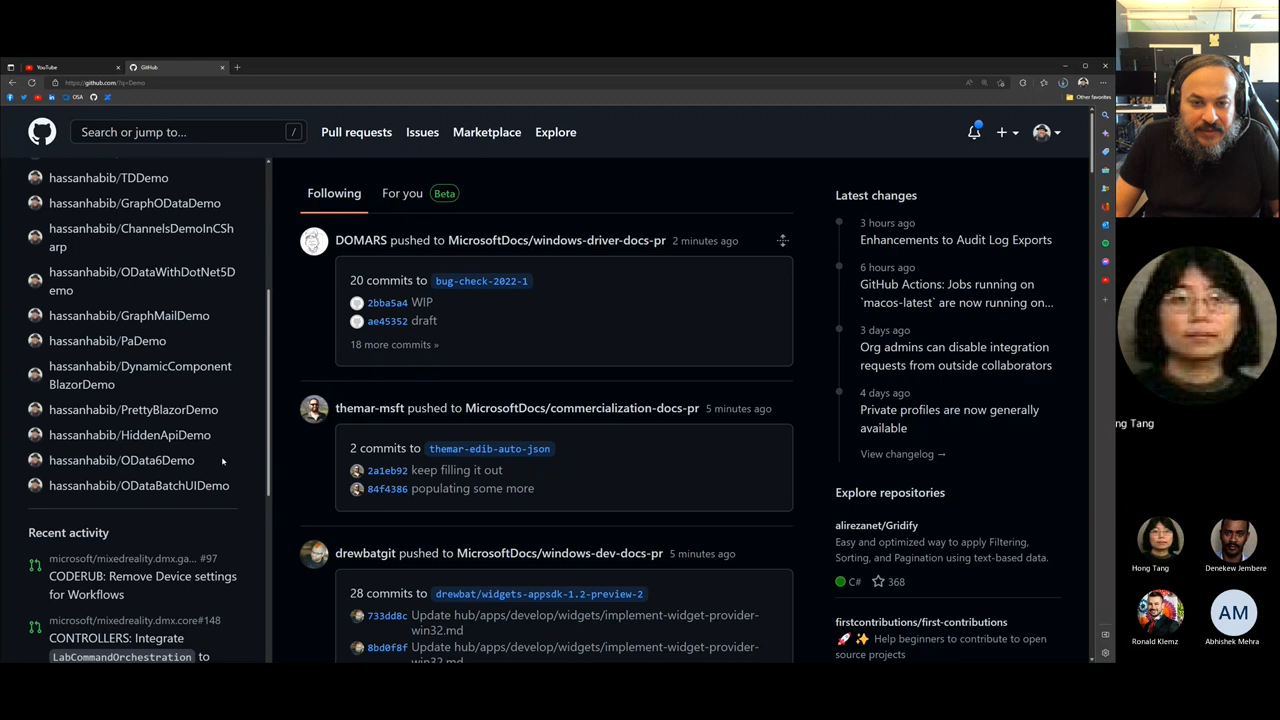 YouTube
GitHub
https://github.com/?q=Demo
OSA
Other favorites
Search or jump to...
/
Pull requests
Issues
Marketplace
Explore
hassanhabib/TDDemo
hassanhabib/GraphODataDemo
hassanhabib/ChannelsDemoInCSh
arp
hassanhabib/ODataWithDotNet5D
emo
hassanhabib/GraphMailDemo
hassanhabib/PaDemo
hassanhabib/DynamicComponent
BlazorDemo
hassanhabib/PrettyBlazorDemo
hassanhabib/HiddenApiDemo
hassanhabib/OData6Demo
hassanhabib/ODataBatchUIDemo
Recent activity
microsoft/mixedreality.dmx.ga... #97
CODERUB: Remove Device settings
for Workflows
microsoft/mixedreality.dmx.core#148
CONTROLLERS: Integrate
LabCommandOrchestration to
Following
For you
Beta
DOMARS pushed to MicrosoftDocs/windows-driver-docs-pr 2 minutes ago
20 commits to bug-check-2022-1
2bba5a4 WIP
ae45352 draft
18 more commits »
themar-msft pushed to MicrosoftDocs/commercialization-docs-pr 5 minutes ago
2 commits to themar-edib-auto-json
2a1eb92 keep filling it out
84f4386 populating some more
drewbatgit pushed to MicrosoftDocs/windows-dev-docs-pr 5 minutes ago
28 commits to drewbat/widgets-appsdk-1.2-preview-2
733dd8c Update hub/apps/develop/widgets/implement-widget-provider-
win32.md
8bd0f8f Update hub/apps/develop/widgets/implement-widget-provider-
win32.md
Latest changes
3 hours ago
Enhancements to Audit Log Exports
6 hours ago
GitHub Actions: Jobs running on
`macos-latest` are now running on...
3 days ago
Org admins can disable integration
requests from outside collaborators
4 days ago
Private profiles are now generally
available
View changelog →
Explore repositories
alirezanet/Gridify
Easy and optimized way to apply Filtering,
Sorting, and Pagination using text-based data.
C# 368
firstcontributions/first-contributions
🚀 ✨ Help beginners to contribute to open
source projects
ng Tang
Hong Tang
Denekew Jembere
AM
Ronald Klemz
Abhishek Mehra